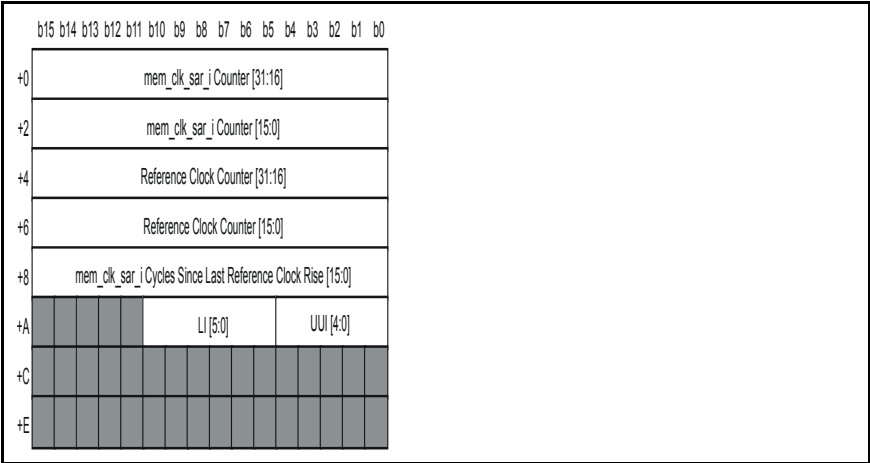 b15 b14 b13 b12 b11 b10 b9 b8 b7 b6 b5 b4 b3 b2 b1 b0
+0 mem_clk_sar_i Counter [31:16]
+2 mem_clk_sar_i Counter [15:0]
+4 Reference Clock Counter [31:16]
+6 Reference Clock Counter [15:0]
+8 mem_clk_sar_i Cycles Since Last Reference Clock Rise [15:0]
+A LI [5:0] UUI [4:0]
+C
+E